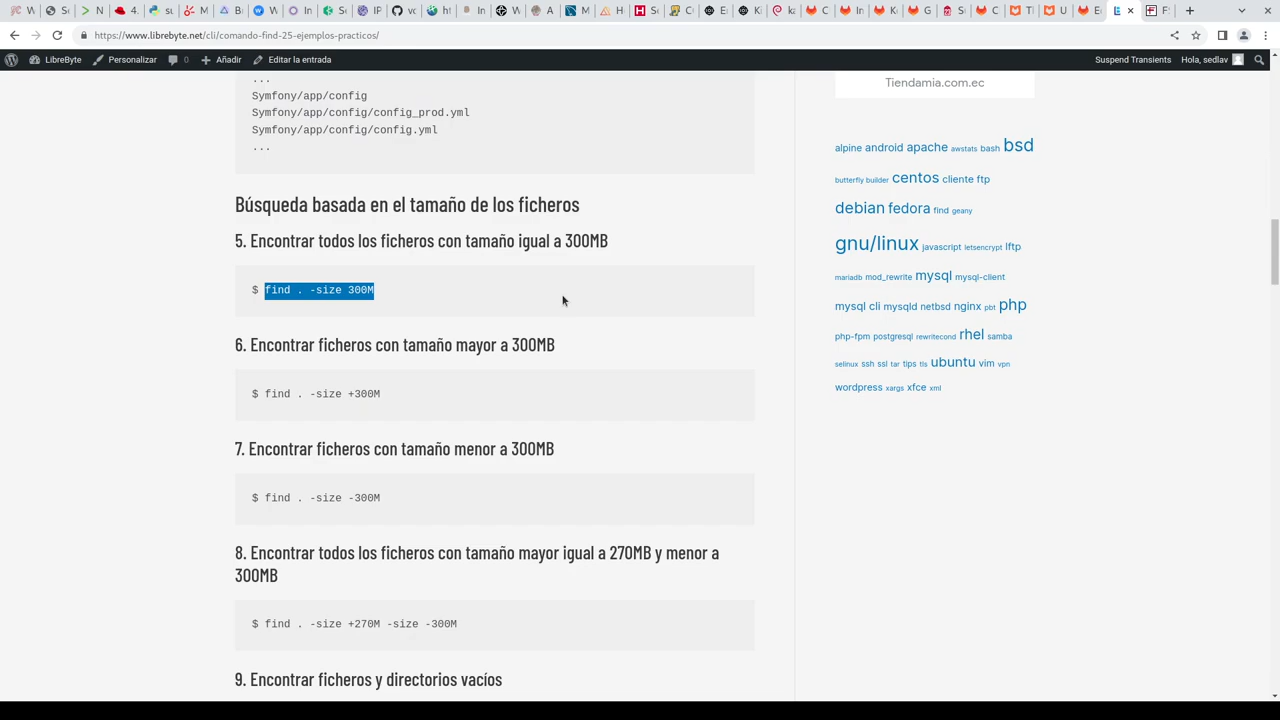 https://www.librebyte.net/cli/comando-find-25-ejemplos-practicos/
LibreByte
Personalizar
0
Añadir
Editar la entrada
Suspend Transients
Hola, sedlav
...
Symfony/app/config
Symfony/app/config/config_prod.yml
Symfony/app/config/config.yml
...
Búsqueda basada en el tamaño de los ficheros
5. Encontrar todos los ficheros con tamaño igual a 300MB
$ find . -size 300M
6. Encontrar ficheros con tamaño mayor a 300MB
$ find . -size +300M
7. Encontrar ficheros con tamaño menor a 300MB
$ find . -size -300M
8. Encontrar todos los ficheros con tamaño mayor igual a 270MB y menor a
300MB
$ find . -size +270M -size -300M
9. Encontrar ficheros y directorios vacíos
Tiendamia.com.ec
alpine android apache awstats bash bsd
butterfly builder centos cliente ftp
debian fedora find geany
gnu/linux javascript letsencrypt lftp
mariadb mod_rewrite mysql mysql-client
mysql cli mysqld netbsd nginx pbt php
php-fpm postgresql rewritecond rhel samba
selinux ssh ssl tar tips tls ubuntu vim vpn
wordpress xargs xfce xml